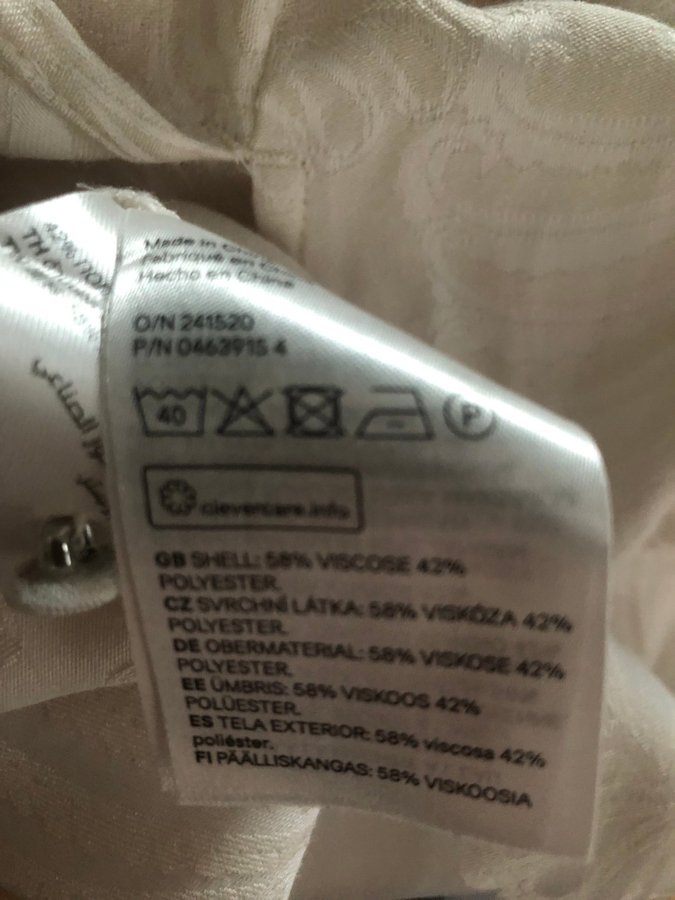 Made in
Fabriqué en
Hecho en China
O/N 241520
P/N 0463915 4
40
P
clevercare.info
GB SHELL: 58% VISCOSE 42%
POLYESTER.
CZ SVRCHNÍ LÁTKA: 58% VISKÓZA 42%
POLYESTER.
DE OBERMATERIAL: 58% VISKOSE 42%
POLYESTER.
EE ÜMBRIS: 58% VISKOOS 42%
POLÜESTER.
ES TELA EXTERIOR: 58% viscosa 42%
poliéster.
FI PÄÄLLISKANGAS: 58% VISKOOSIA
TH
الصناعي